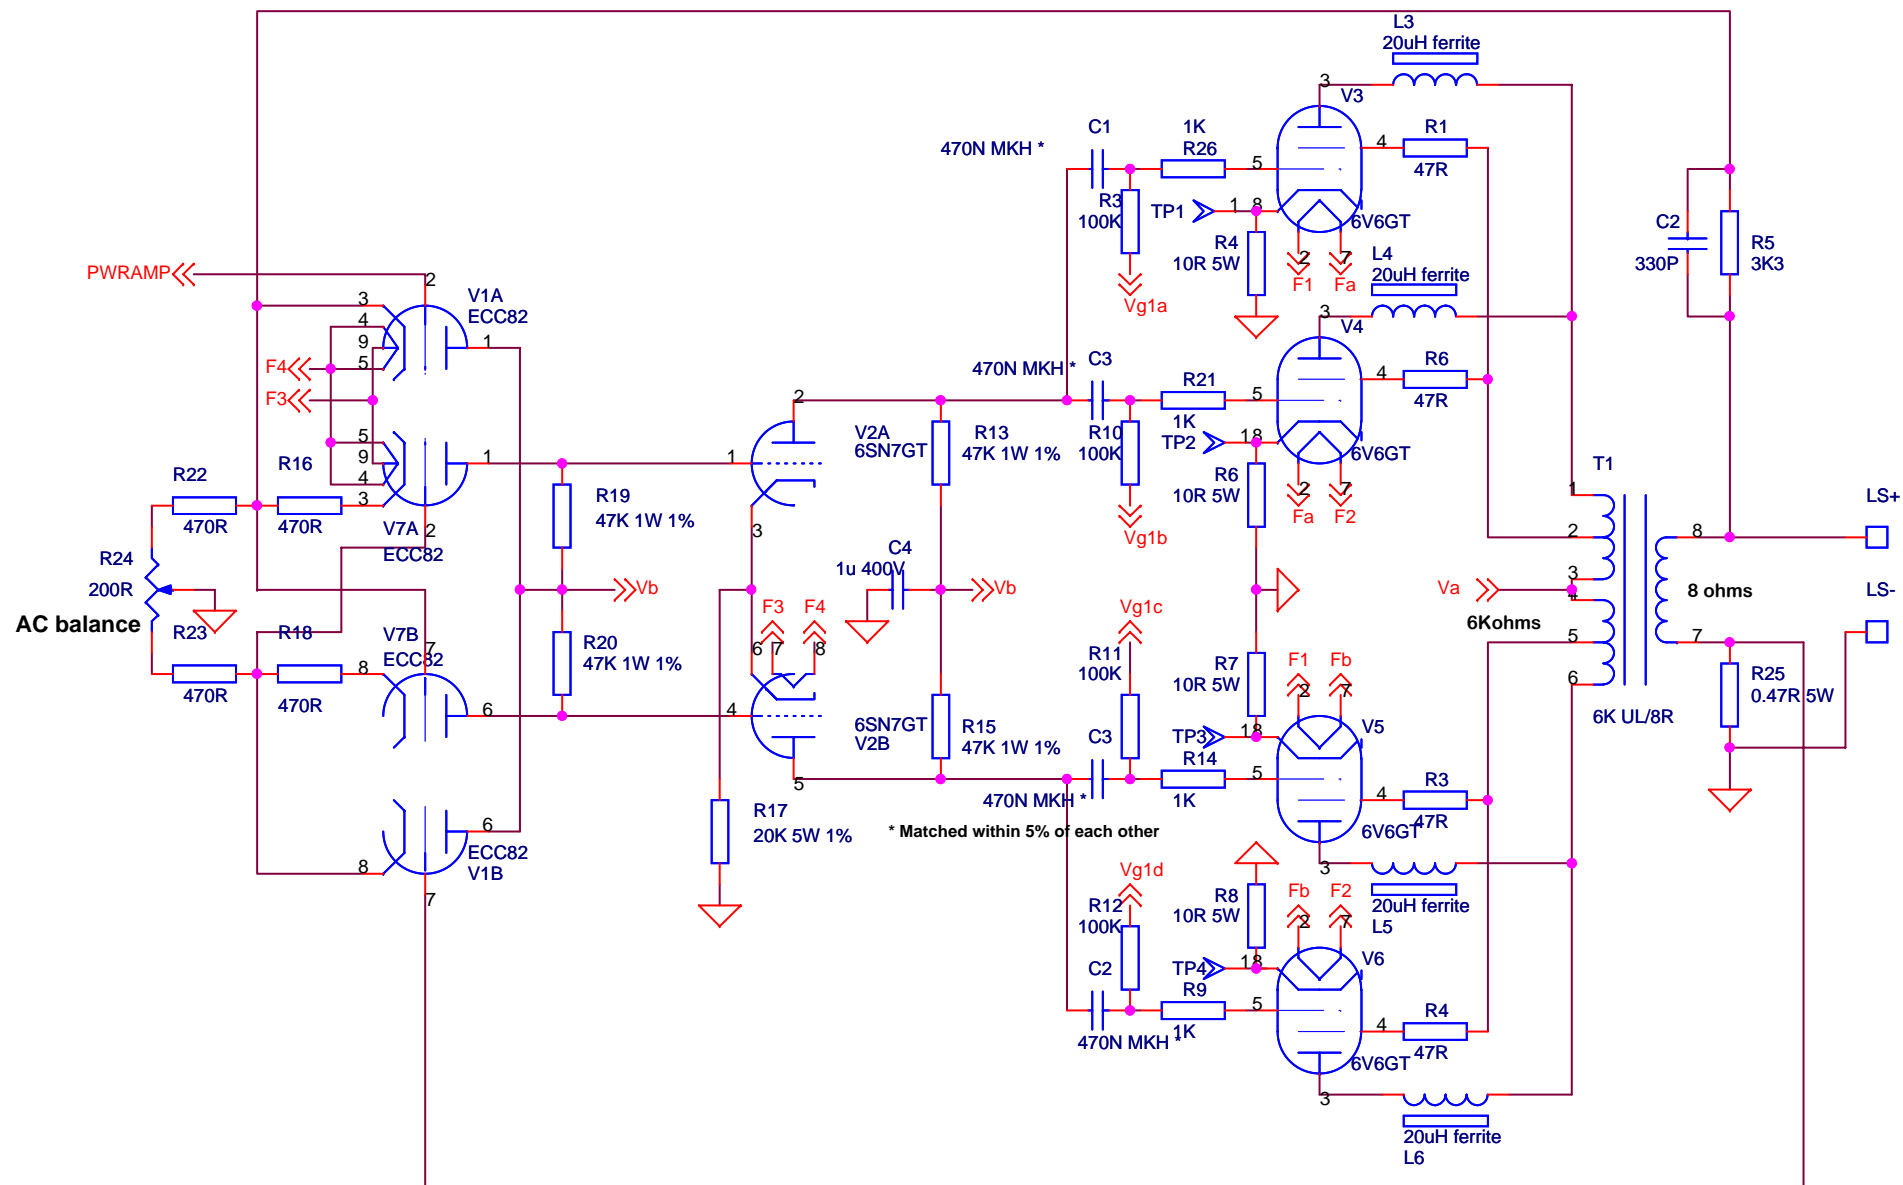 L3
20uH ferrite
3
V3
C1
1K
R26
R1
470N MKH *
4
47R
5
R3
100K
TP1
1
8
6V6GT
R4
10R 5W
L4
20uH ferrite
2
7
F1
Fa
Vg1a
C2
330P
R5
3K3
PWRAMP
2
V1A
ECC82
3
4
9
5
1
F4
F3
3
V4
470N MKH *
C3
R21
R6
4
47R
5
1K
R10
100K
TP2
18
6V6GT
R6
10R 5W
2
7
Fa
F2
Vg1b
2
V2A
6SN7GT
R13
47K 1W 1%
1
3
5
9
4
3
1
R22
470R
R16
470R
V7A
ECC82
2
R19
47K 1W 1%
T1
LS+
R24
200R
AC balance
C4
1u 400V
Vb
Vb
1
2
3
4
5
6
8
7
Va
6Kohms
8 ohms
LS-
6K UL/8R
R25
0.47R 5W
R23
470R
R18
470R
V7B
ECC82
7
8
6
R20
47K 1W 1%
F3
F4
6
7
8
4
6SN7GT
V2B
5
R15
47K 1W 1%
Vg1c
R11
100K
R7
10R 5W
F1
Fb
2
7
TP3
18
V5
C3
R14
5
1K
470N MKH *
R3
4
47R
6V6GT
3
20uH ferrite
L5
R17
20K 5W 1%
* Matched within 5% of each other
6
ECC82
V1B
8
7
Vg1d
R12
100K
R8
10R 5W
Fb
F2
2
7
C2
TP4
18
V6
R9
5
1K
470N MKH *
R4
4
47R
6V6GT
3
20uH ferrite
L6